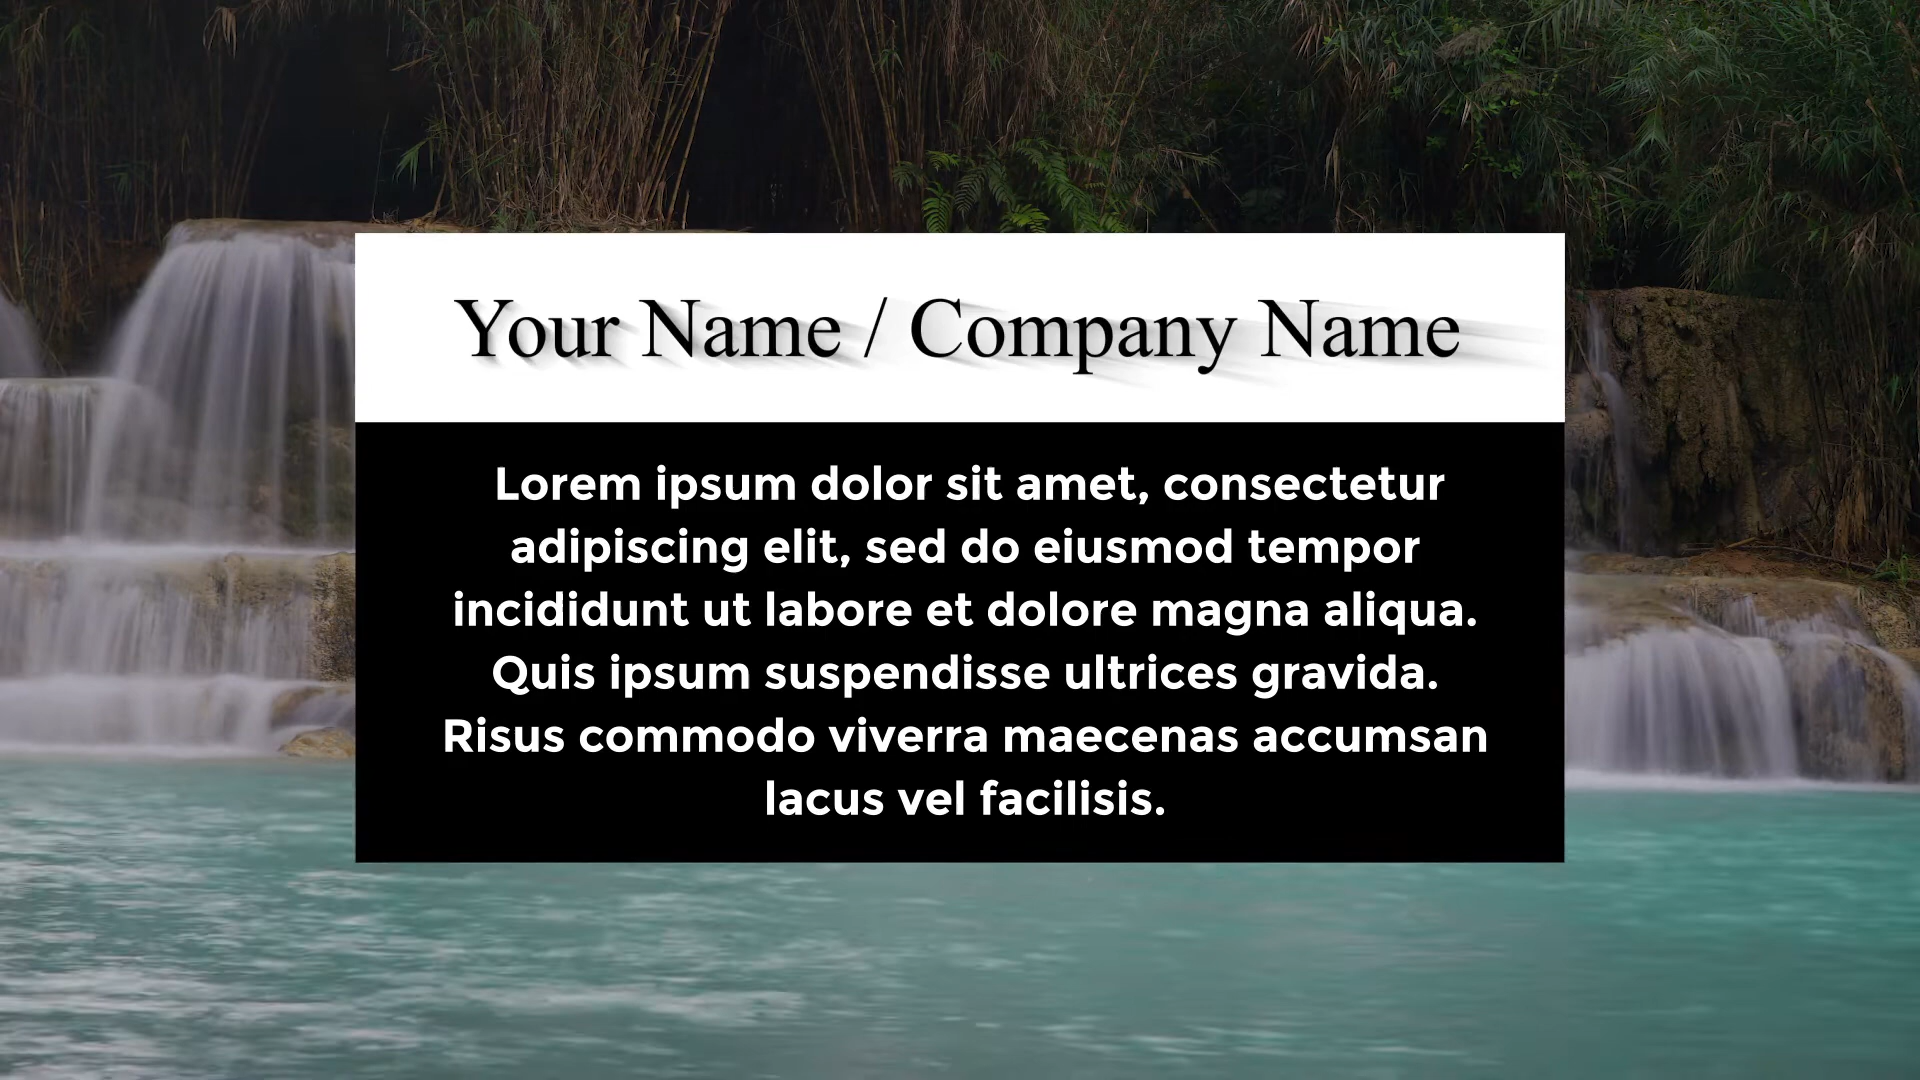 Your Name / Company Name
Lorem ipsum dolor sit amet, consectetur
adipiscing elit, sed do eiusmod tempor
incididunt ut labore et dolore magna aliqua.
Quis ipsum suspendisse ultrices gravida.
Risus commodo viverra maecenas accumsan
lacus vel facilisis.